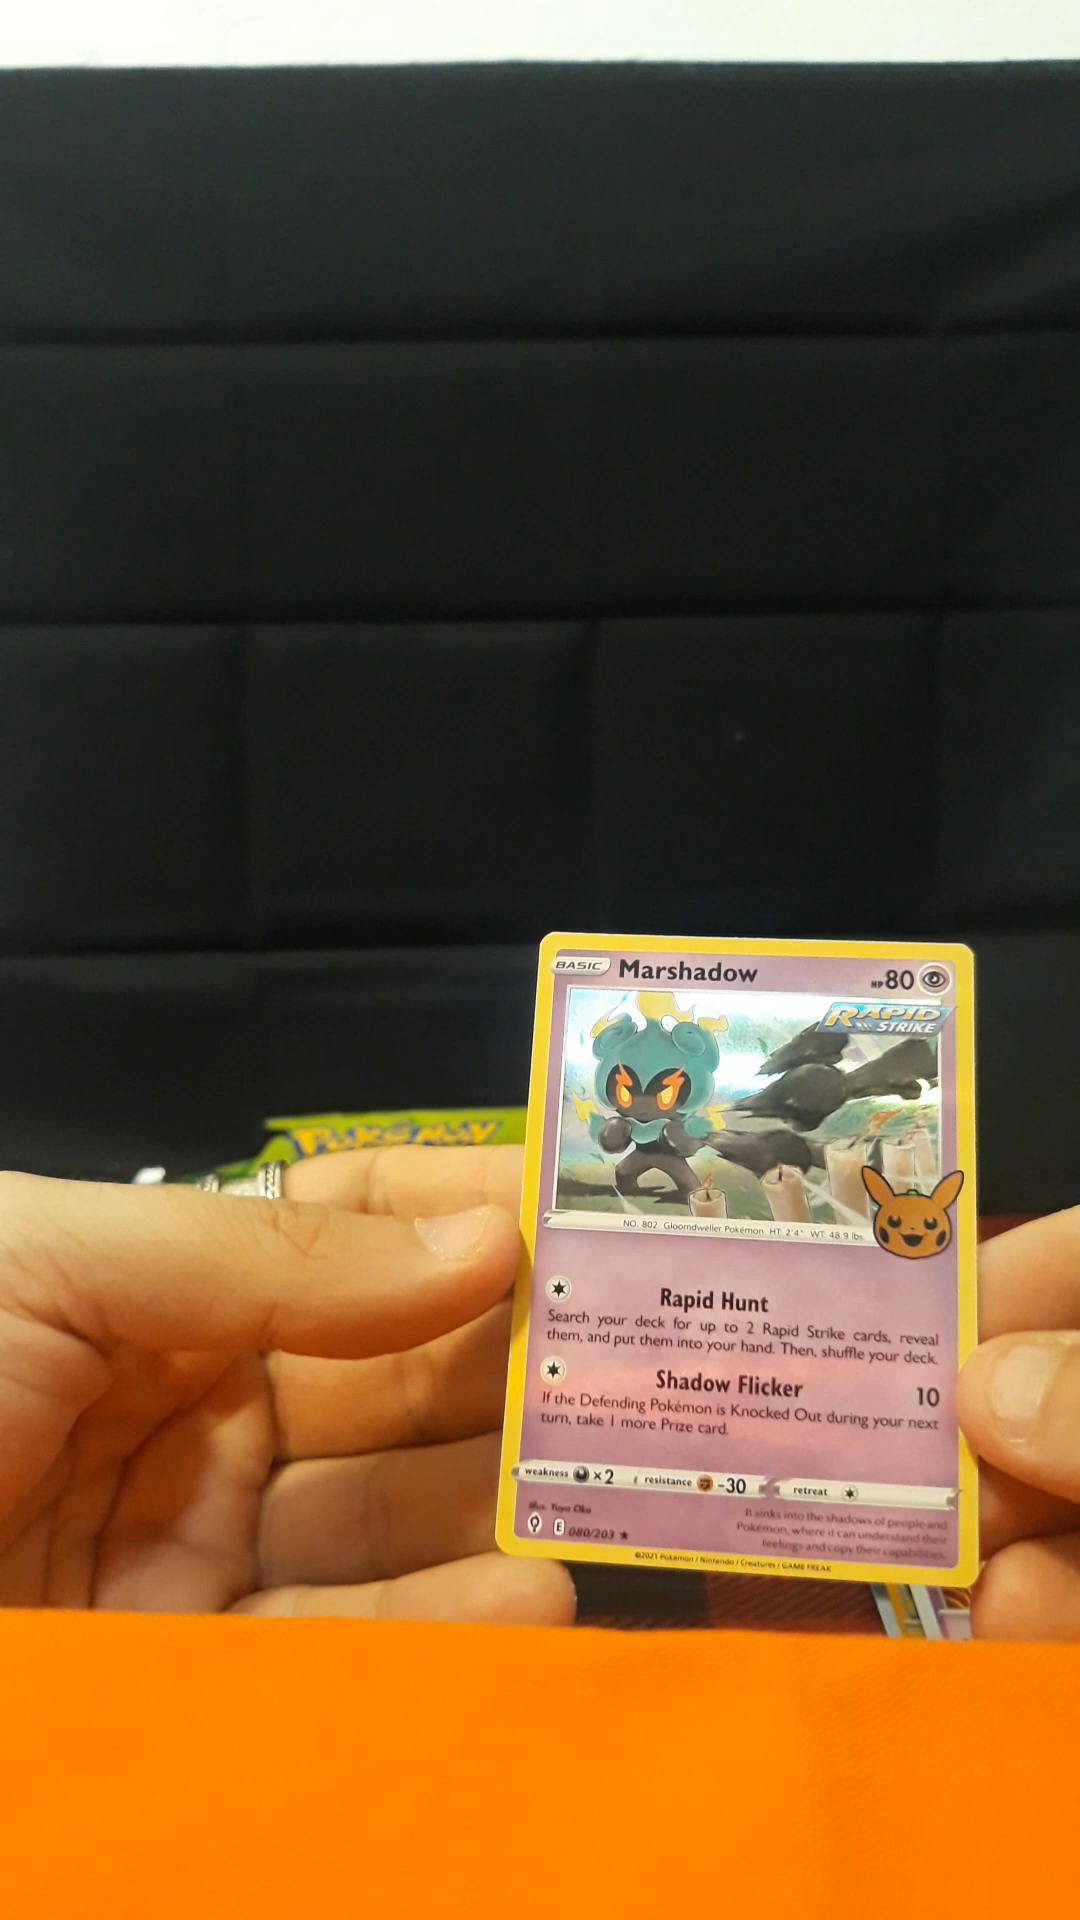 POKÉMON
BASIC Marshadow HP 80
RAPID
STRIKE
NO. 802 Gloomdweller Pokémon HT: 2'4" WT: 48.9 lbs.
Rapid Hunt
Search your deck for up to 2 Rapid Strike cards, reveal
them, and put them into your hand. Then, shuffle your deck.
Shadow Flicker 10
If the Defending Pokémon is Knocked Out during your next
turn, take 1 more Prize card.
weakness ×2 resistance -30 retreat
Illus. Yuya Oka
E 080/203 ★
It sinks into the shadows of people and
Pokémon, where it can understand their
feelings and copy their capabilities.
©2021 Pokémon / Nintendo / Creatures / GAME FREAK